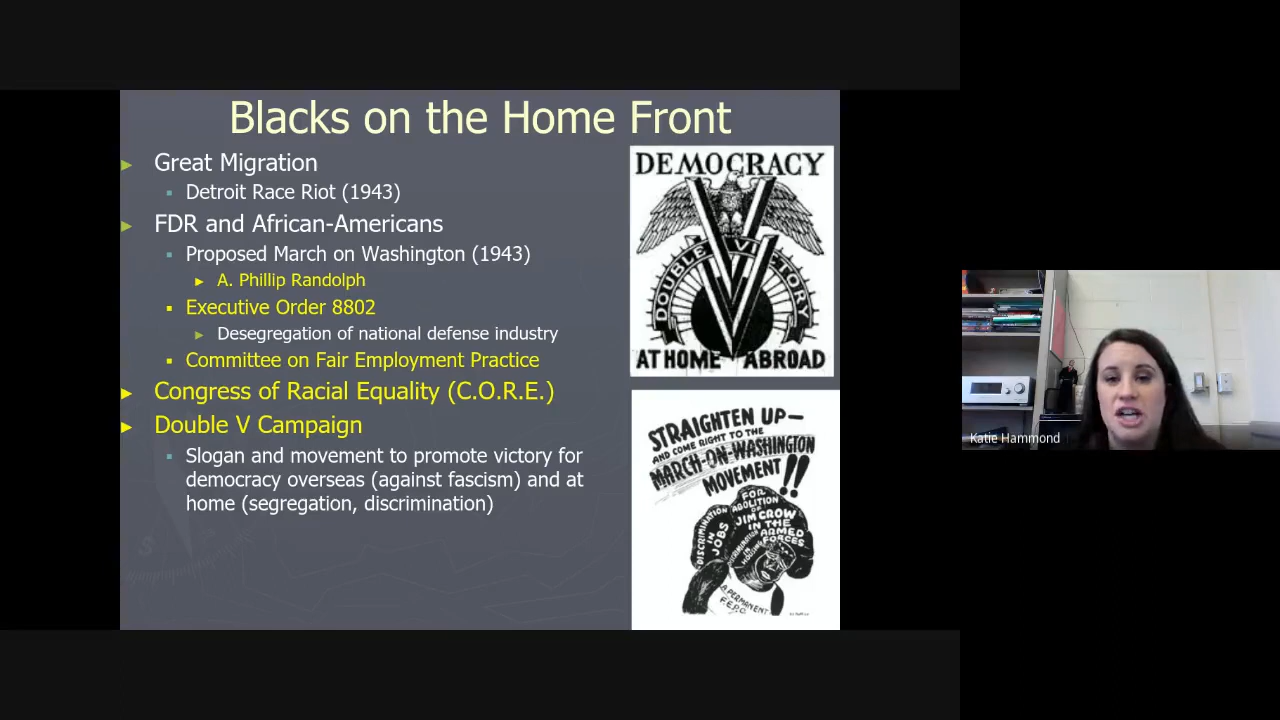 Blacks on the Home Front
Great Migration
Detroit Race Riot (1943)
FDR and African-Americans
Proposed March on Washington (1943)
A. Phillip Randolph
Executive Order 8802
Desegregation of national defense industry
Committee on Fair Employment Practice
Congress of Racial Equality (C.O.R.E.)
Double V Campaign
Slogan and movement to promote victory for
democracy overseas (against fascism) and at
home (segregation, discrimination)
DEMOCRACY
DOUBLE VICTORY
AT HOME ABROAD
STRAIGHTEN UP—
AND COME RIGHT TO THE
MARCH-ON-WASHINGTON
MOVEMENT!!
FOR
ABOLITION
OF
JIM CROW
IN THE
ARMED
FORCES
DISCRIMINATION
IN
JOBS
DISCRIMINATION
IN
HOUSING
A PERMANENT
F.E.P.C.
Katie Hammond